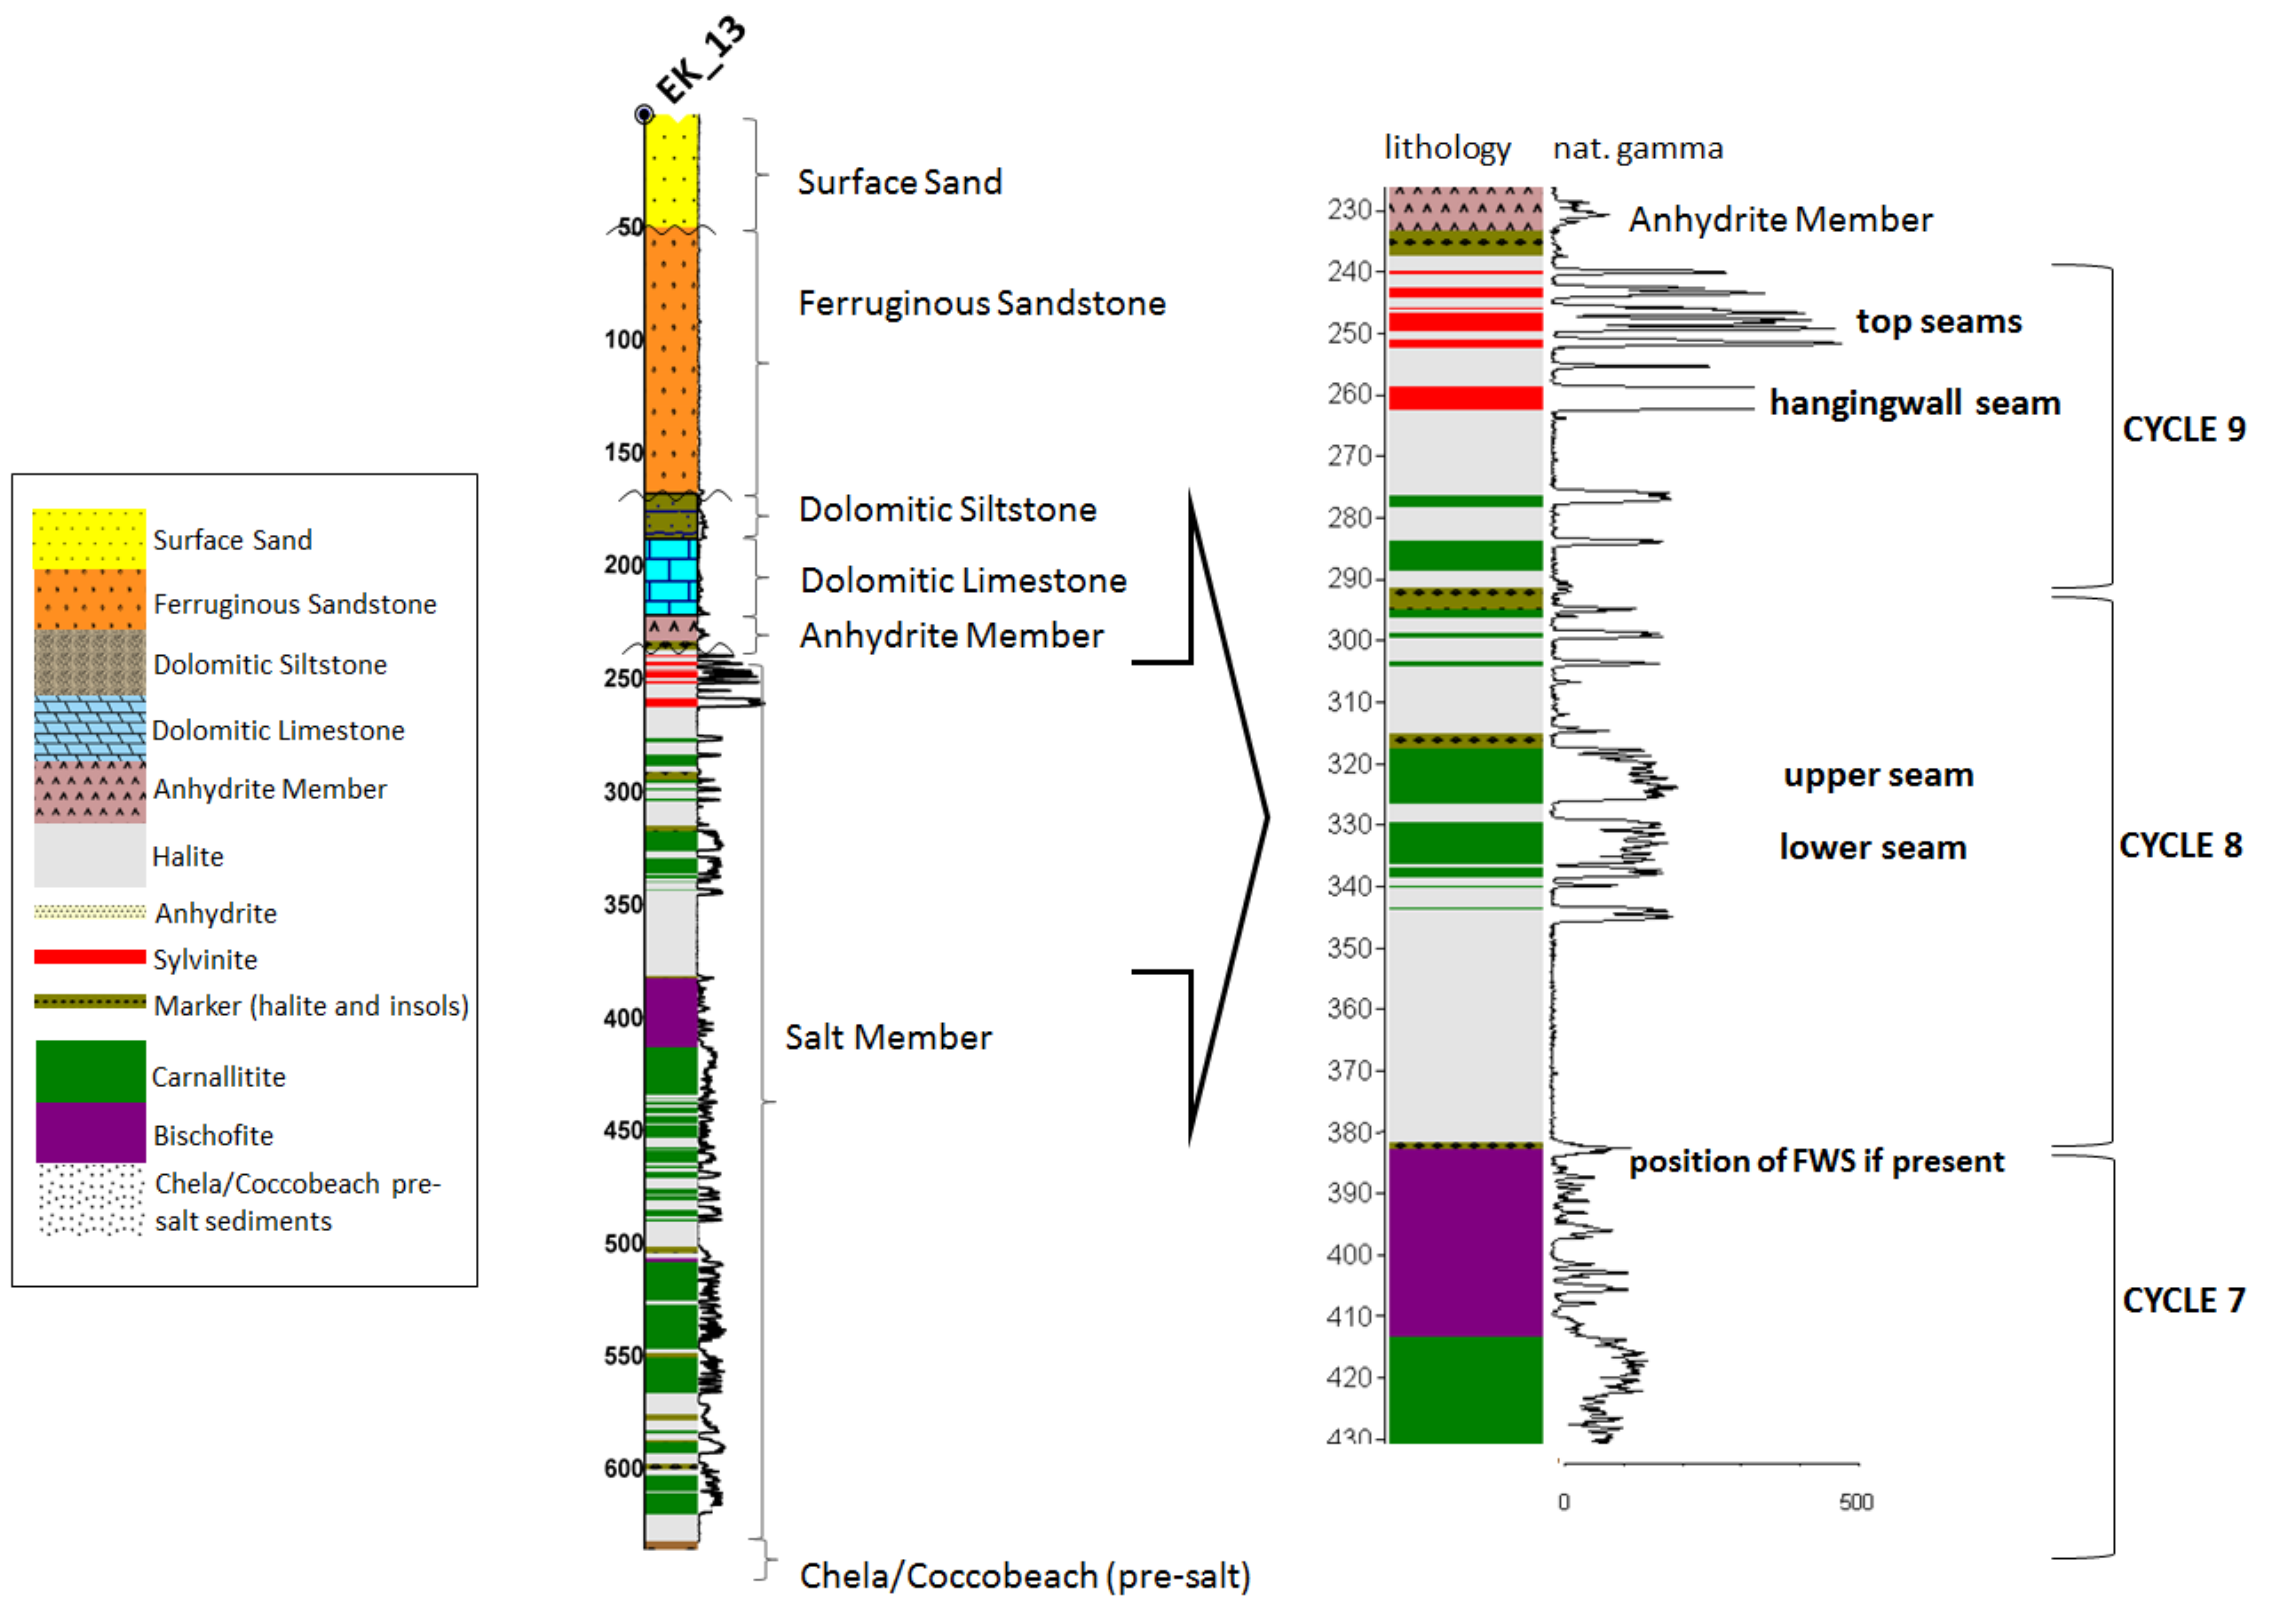 EK_13
50
100
150
200
250
300
350
400
450
500
550
600
Surface Sand
Ferruginous Sandstone
Dolomitic Siltstone
Dolomitic Limestone
Anhydrite Member
Salt Member
Chela/Coccobeach (pre-salt)
Surface Sand
Ferruginous Sandstone
Dolomitic Siltstone
Dolomitic Limestone
Anhydrite Member
Halite
Anhydrite
Sylvinite
Marker (halite and insols)
Carnallitite
Bischofite
Chela/Coccobeach pre-
salt sediments
lithology nat. gamma
230
240
250
260
270
280
290
300
310
320
330
340
350
360
370
380
390
400
410
420
430
Anhydrite Member
top seams
hangingwall seam
upper seam
lower seam
position of FWS if present
CYCLE 9
CYCLE 8
CYCLE 7
0 500